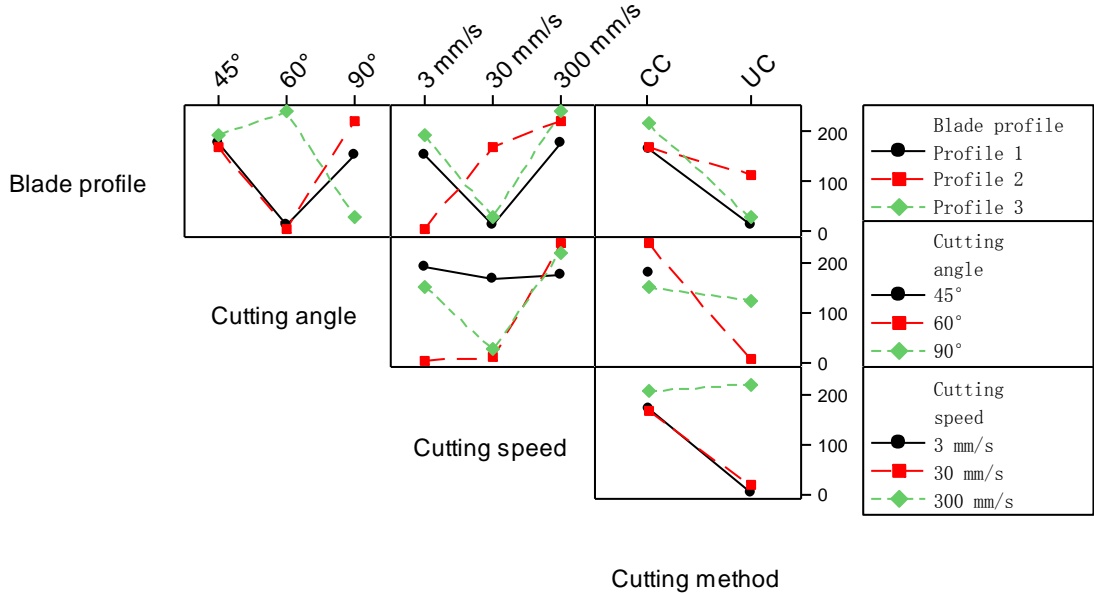 45°
60°
90°
3 mm/s
30 mm/s
300 mm/s
CC
UC
Blade profile
200
100
0
Blade profile
Profile 1
Profile 2
Profile 3
Cutting angle
200
100
0
Cutting
angle
45°
60°
90°
Cutting speed
200
100
0
Cutting
speed
3 mm/s
30 mm/s
300 mm/s
Cutting method